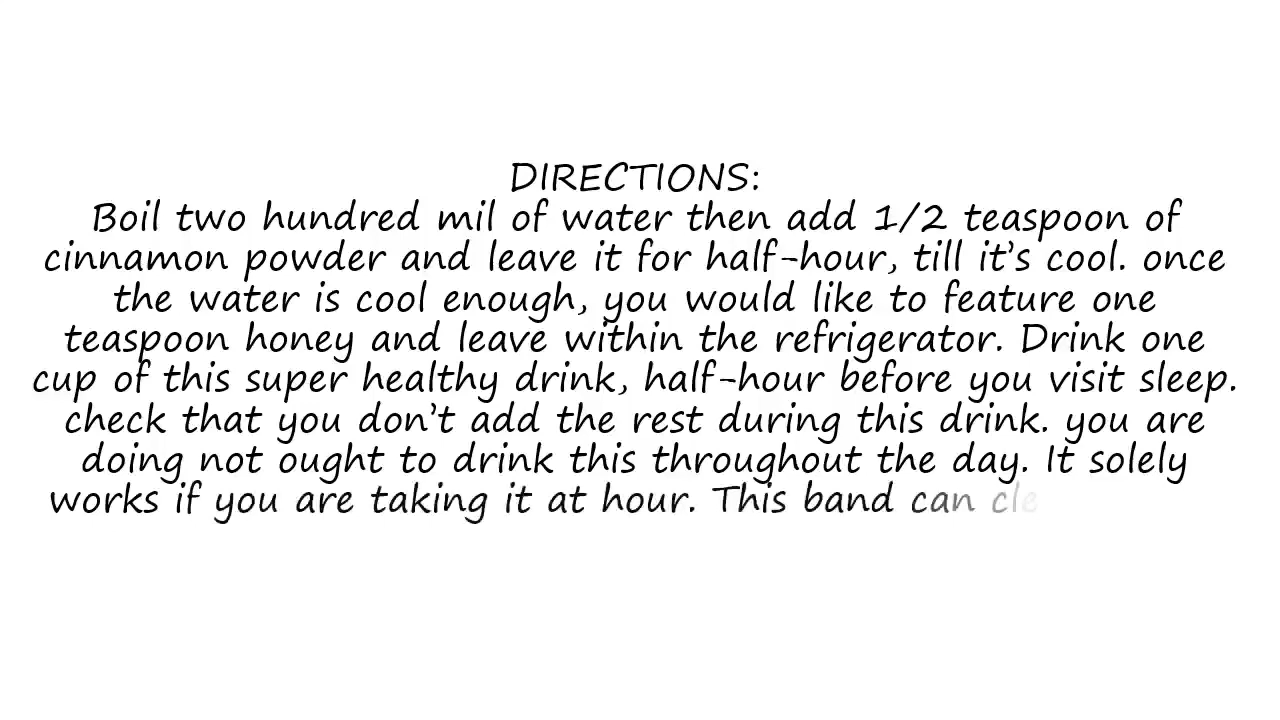 DIRECTIONS:
Boil two hundred mil of water then add 1/2 teaspoon of
cinnamon powder and leave it for half-hour, till it's cool. once
the water is cool enough, you would like to feature one
teaspoon honey and leave within the refrigerator. Drink one
cup of this super healthy drink, half-hour before you visit sleep.
check that you don't add the rest during this drink. you are
doing not ought to drink this throughout the day. It solely
works if you are taking it at hour. This band can